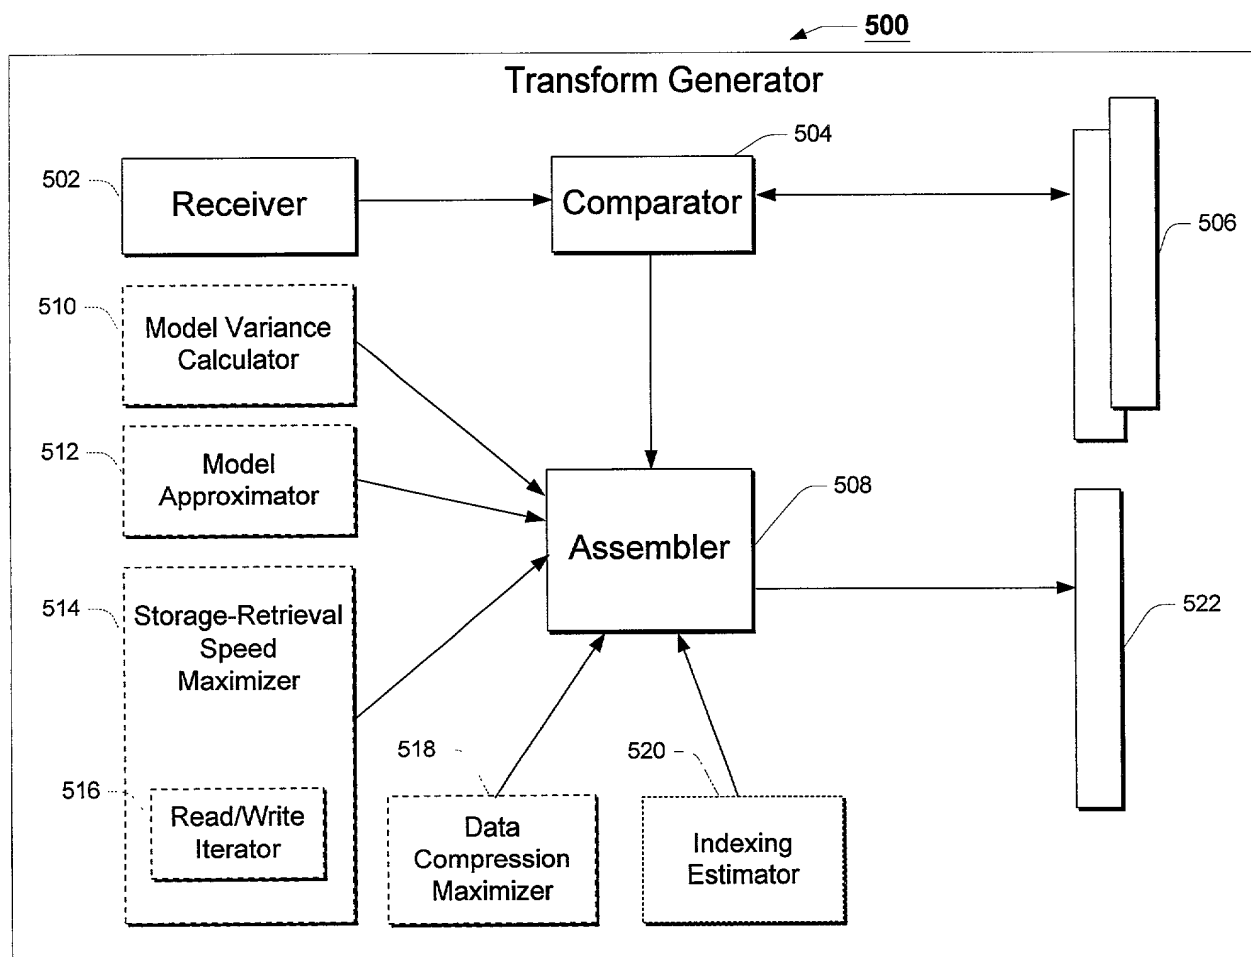 500
Transform Generator
504
502
Receiver
Comparator
506
510
Model Variance
Calculator
512
Model
Approximator
508
Assembler
514
Storage-Retrieval
Speed
Maximizer
522
518
520
516
Read/Write
Iterator
Data
Compression
Maximizer
Indexing
Estimator